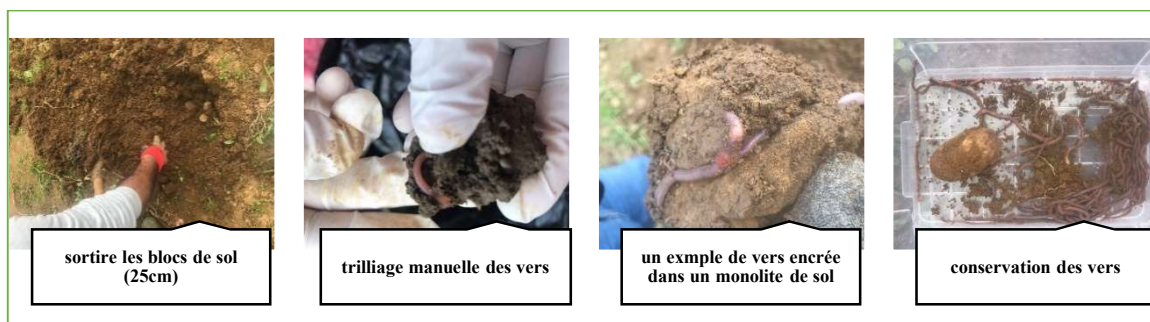 sortire les blocs de sol
(25cm)
trilliage manuelle des vers
un exmple de vers encrée
dans un monolite de sol
conservation des vers